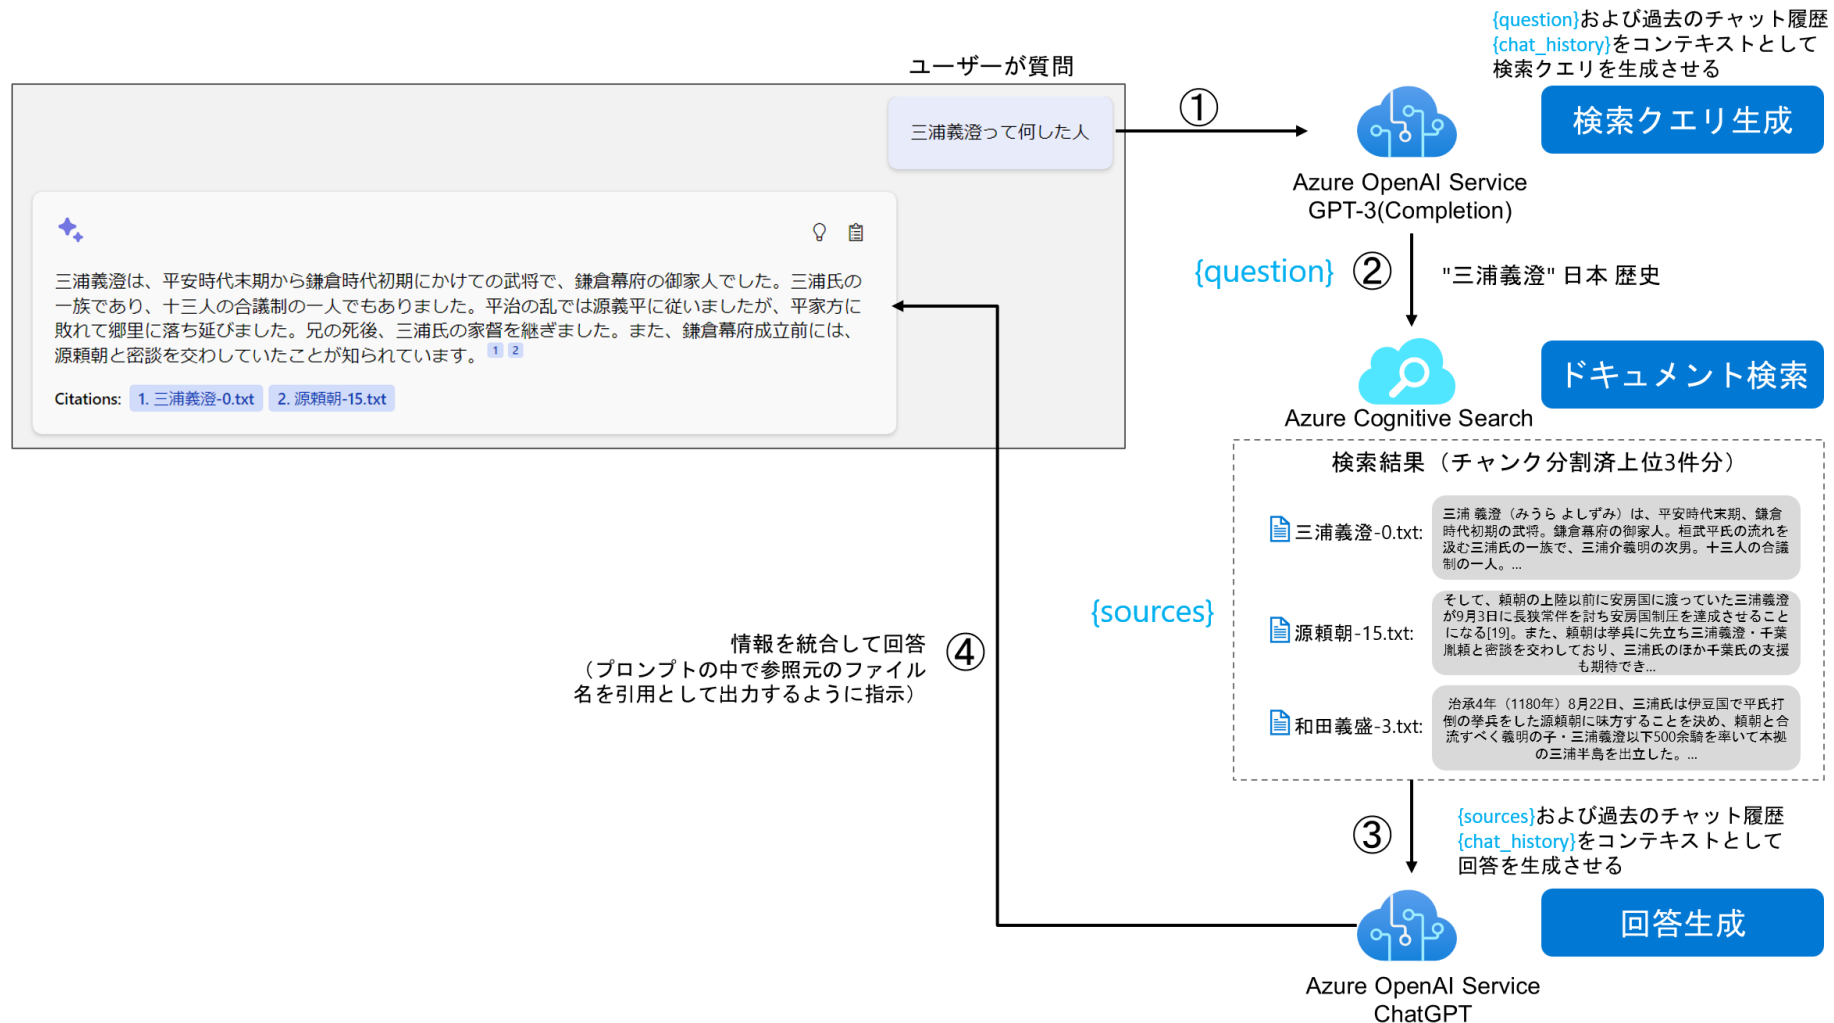 {question}および過去のチャット履歴
{chat_history}をコンテキストとして
検索クエリを生成させる
ユーザーが質問
三浦義澄って何した人
①
検索クエリ生成
Azure OpenAI Service
GPT-3(Completion)
三浦義澄は、平安時代末期から鎌倉時代初期にかけての武将で、鎌倉幕府の御家人でした。三浦氏の
一族であり、十三人の合議制の一人でもありました。平治の乱では源義平に従いましたが、平家方に
敗れて郷里に落ち延びました。兄の死後、三浦氏の家督を継ぎました。また、鎌倉幕府成立前には、
源頼朝と密談を交わしていたことが知られています。 1 2
Citations: 1. 三浦義澄-0.txt 2. 源頼朝-15.txt
{question} ② "三浦義澄" 日本 歴史
ドキュメント検索
Azure Cognitive Search
検索結果（チャンク分割済上位3件分）
三浦義澄-0.txt:
三浦 義澄（みうら よしずみ）は、平安時代末期、鎌倉
時代初期の武将。鎌倉幕府の御家人。桓武平氏の流れを
汲む三浦氏の一族で、三浦介義明の次男。十三人の合議
制の一人。...
{sources}
源頼朝-15.txt:
そして、頼朝の上陸以前に安房国に渡っていた三浦義澄
が9月3日に長狭常伴を討ち安房国制圧を達成させること
になる[19]。また、頼朝は挙兵に先立ち三浦義澄・千葉
胤頼と密談を交わしており、三浦氏のほか千葉氏の支援
も期待でき...
和田義盛-3.txt:
治承4年（1180年）8月22日、三浦氏は伊豆国で平氏打
倒の挙兵をした源頼朝に味方することを決め、頼朝と合
流すべく義明の子・三浦義澄以下500余騎を率いて本拠
の三浦半島を出立した。...
情報を統合して回答
（プロンプトの中で参照元のファイル
名を引用として出力するように指示）
④
③
{sources}および過去のチャット履歴
{chat_history}をコンテキストとして
回答を生成させる
回答生成
Azure OpenAI Service
ChatGPT